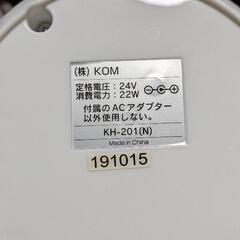 (株) KOM
定格電圧：24V
消費電力：22W
付属のACアダプター
以外使用しない。
KH-201(N)
Made in China
191015